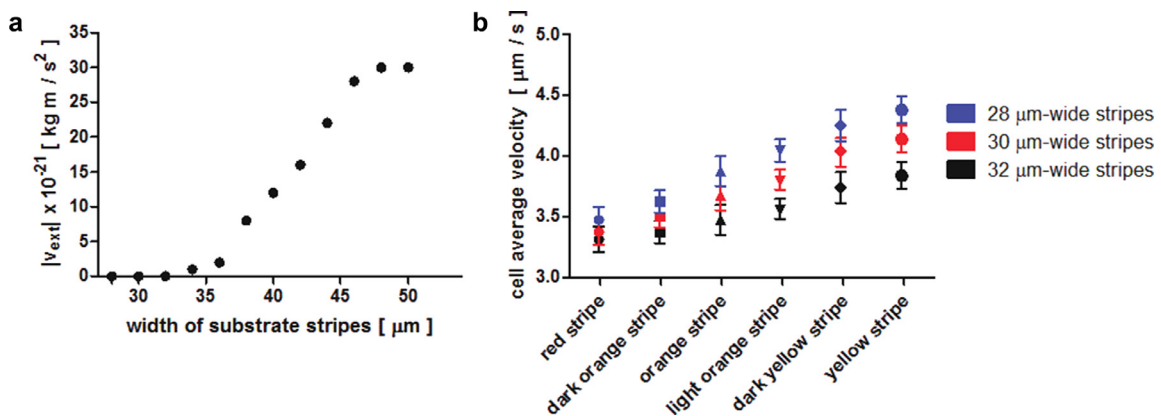 a
|v_ext| x 10^-21 [ kg m / s^2 ]
35
30
25
20
15
10
5
0
30
35
40
45
50
width of substrate stripes [ μm ]
b
cell average velocity [ μm / s ]
5.0
4.5
4.0
3.5
3.0
red stripe
dark orange stripe
orange stripe
light orange stripe
dark yellow stripe
yellow stripe
28 μm-wide stripes
30 μm-wide stripes
32 μm-wide stripes